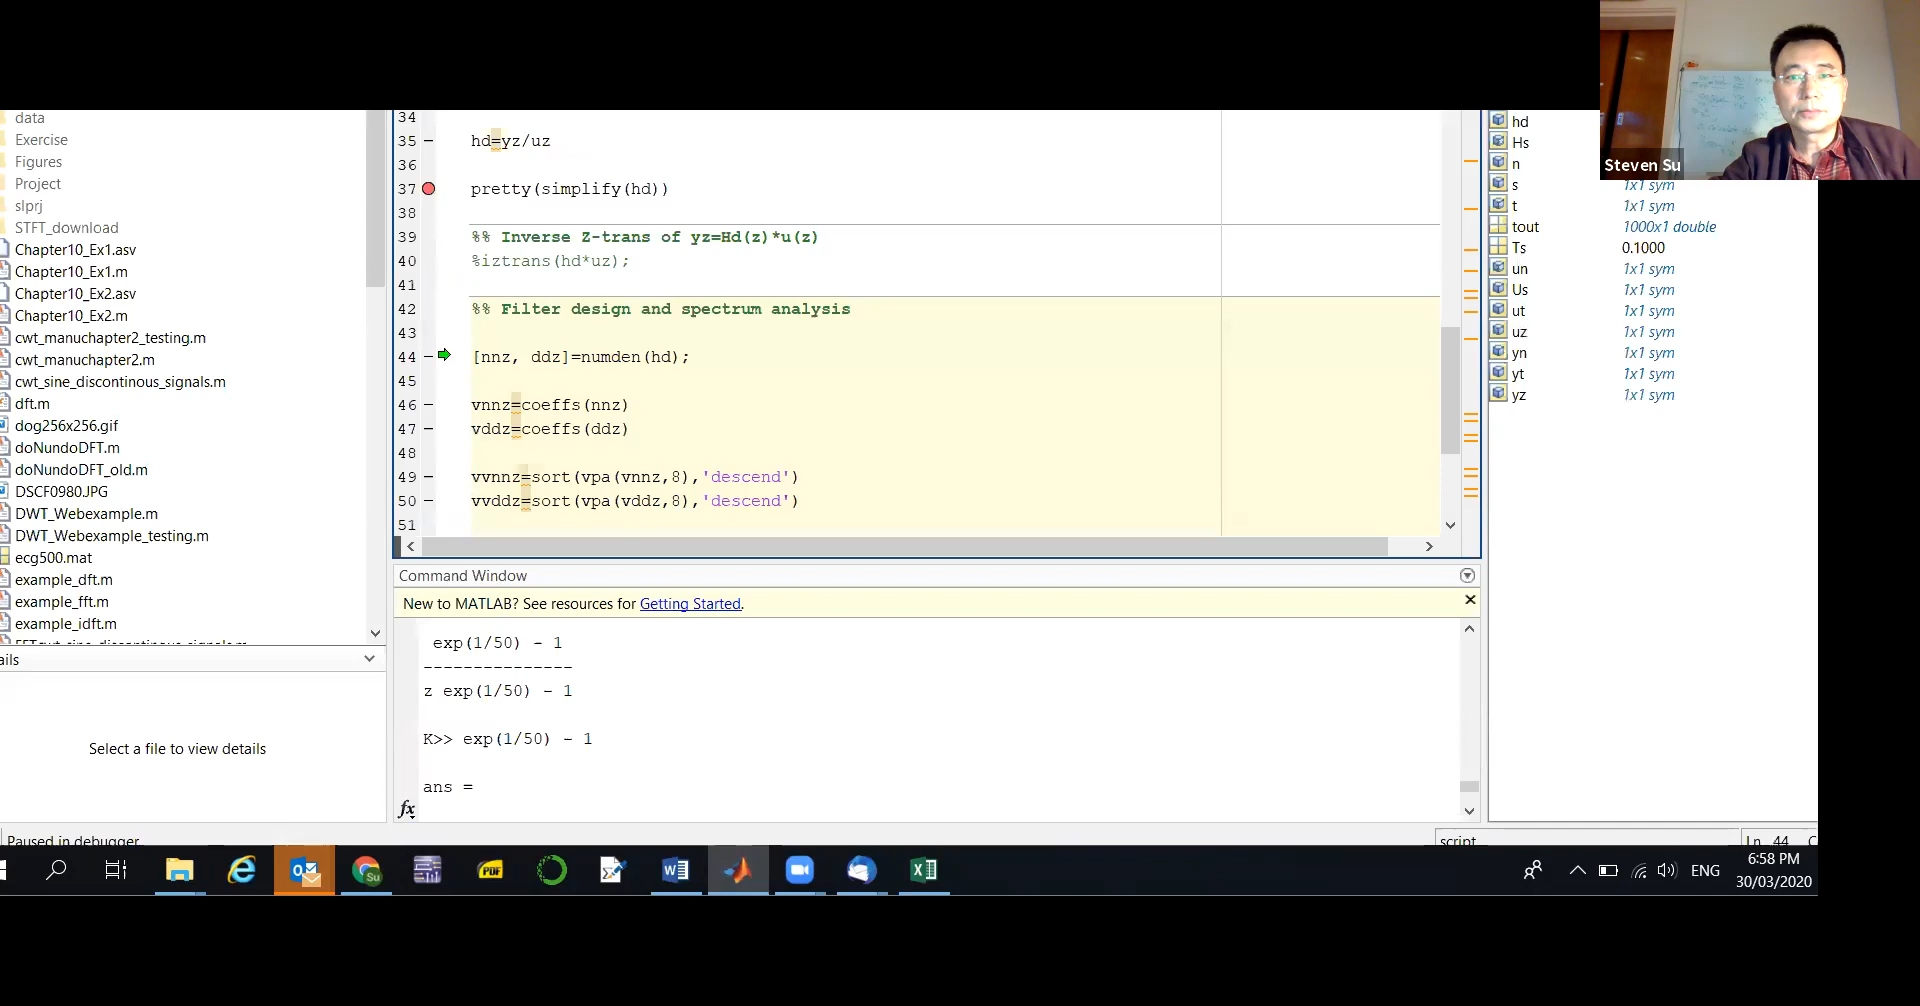 Steven Su
data
Exercise
Figures
Project
slprj
STFT_download
Chapter10_Ex1.asv
Chapter10_Ex1.m
Chapter10_Ex2.asv
Chapter10_Ex2.m
cwt_manuchapter2_testing.m
cwt_manuchapter2.m
cwt_sine_discontinous_signals.m
dft.m
dog256x256.gif
doNundoDFT.m
doNundoDFT_old.m
DSCF0980.JPG
DWT_Webexample.m
DWT_Webexample_testing.m
ecg500.mat
example_dft.m
example_fft.m
example_idft.m
ails
Select a file to view details
34
35 – hd=yz/uz
36
37 pretty(simplify(hd))
38
39 %% Inverse Z-trans of yz=Hd(z)*u(z)
40 %iztrans(hd*uz);
41
42 %% Filter design and spectrum analysis
43
44 – [nnz, ddz]=numden(hd);
45
46 – vnnz=coeffs(nnz)
47 – vddz=coeffs(ddz)
48
49 – vvnnz=sort(vpa(vnnz,8),'descend')
50 – vvddz=sort(vpa(vddz,8),'descend')
51
Command Window
New to MATLAB? See resources for Getting Started.
exp(1/50) - 1
---------------
z exp(1/50) - 1
K>> exp(1/50) - 1
ans =
fx
hd
Hs
n
s 1x1 sym
t 1x1 sym
tout 1000x1 double
Ts 0.1000
un 1x1 sym
Us 1x1 sym
ut 1x1 sym
uz 1x1 sym
yn 1x1 sym
yt 1x1 sym
yz 1x1 sym
Paused in debugger
script
Ln 44
ENG
6:58 PM
30/03/2020